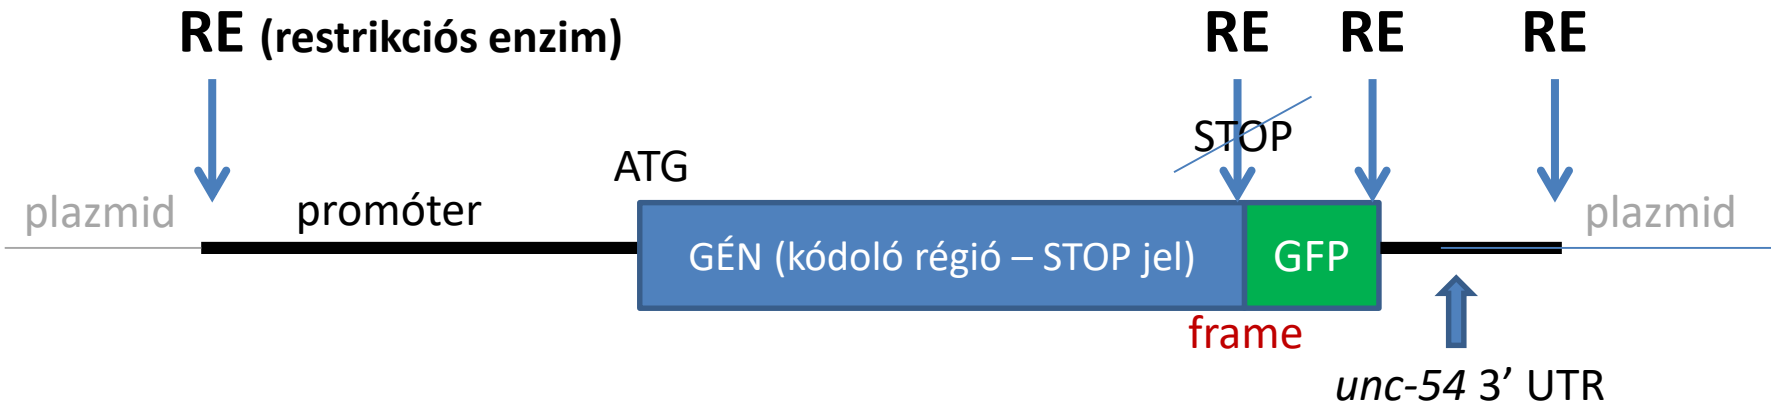 RE (restrikciós enzim) RE RE RE
STOP
ATG
plazmid promóter plazmid
GÉN (kódoló régió – STOP jel) GFP
frame
unc-54 3’ UTR